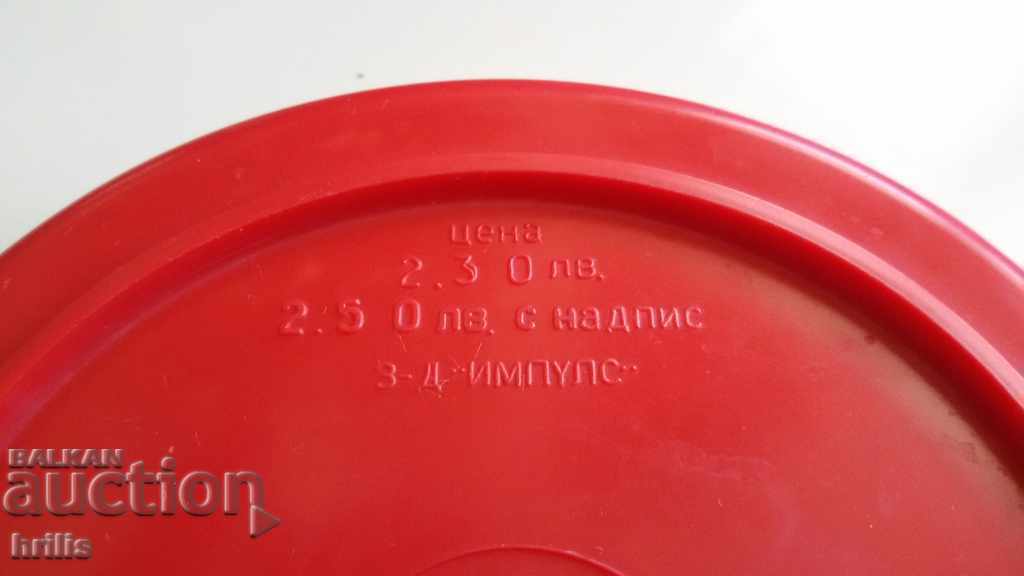 цена
2.30 лв.
2.50 лв. с надпис
З-Д "ИМПУЛС"
BALKAN
auction
hrilis